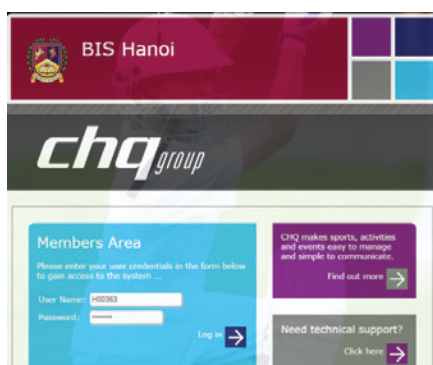 BIS Hanoi
chq group
Members Area
Please enter your user credentials in the form below
to gain access to the system ....
User Name: H00363
Password: ********
Log in
CHQ makes sports, activities
and events easy to manage
and simple to communicate.
Find out more
Need technical support?
Click here